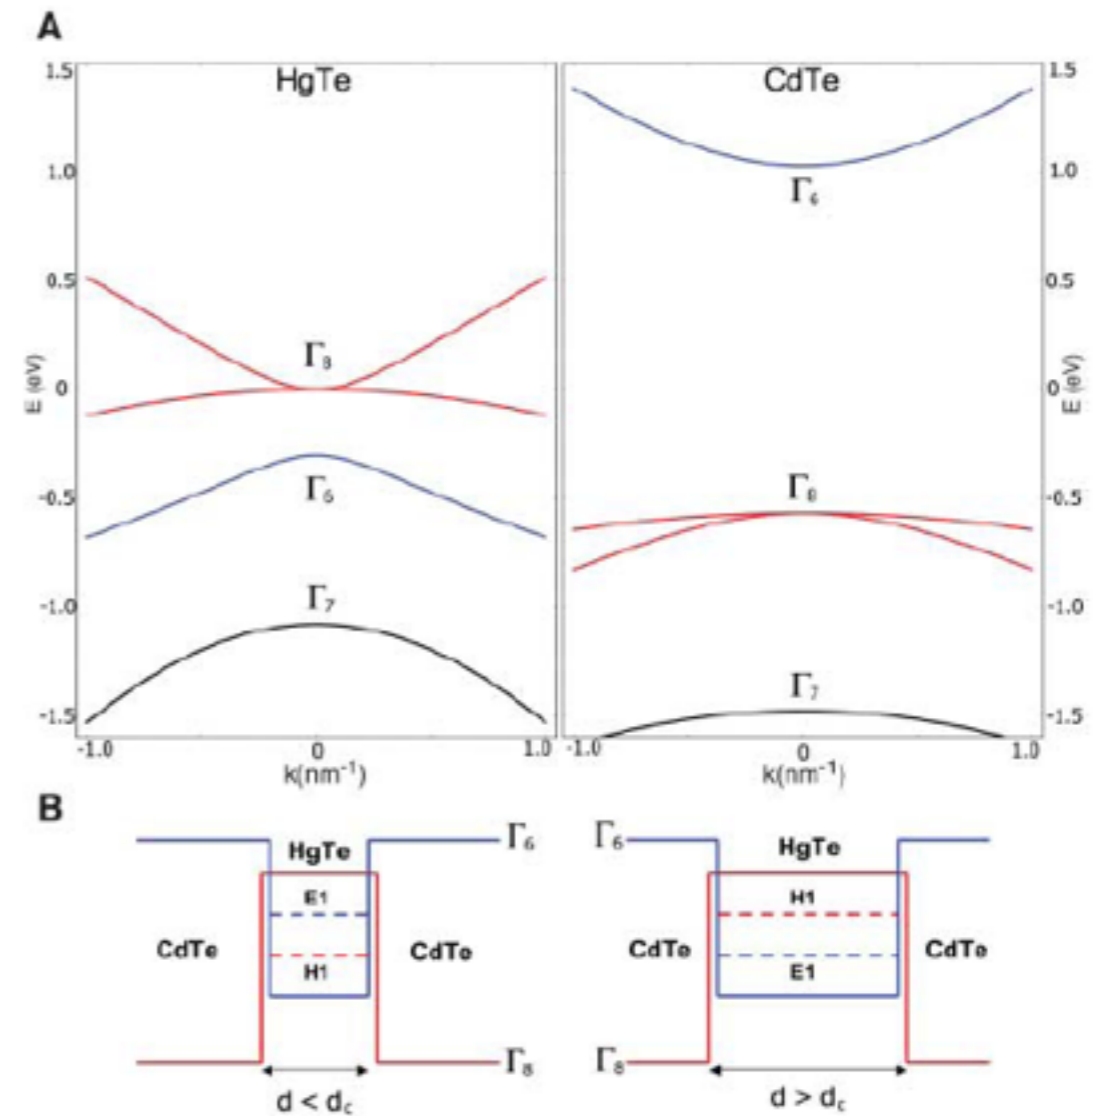 A
HgTe CdTe
1.5 1.5
1.0 1.0
Γ₆
0.5 0.5
Γ₈
E (eV) 0 0 E (eV)
Γ₆ Γ₈
-0.5 -0.5
Γ₇
-1.0 -1.0
Γ₇
-1.5 -1.5
-1.0 0 1.0 -1.0 0 1.0
k(nm⁻¹) k(nm⁻¹)
B
Γ₆ Γ₆
HgTe HgTe
E1 H1
CdTe CdTe CdTe CdTe
H1 E1
Γ₈ Γ₈
d < d꜀ d > d꜀